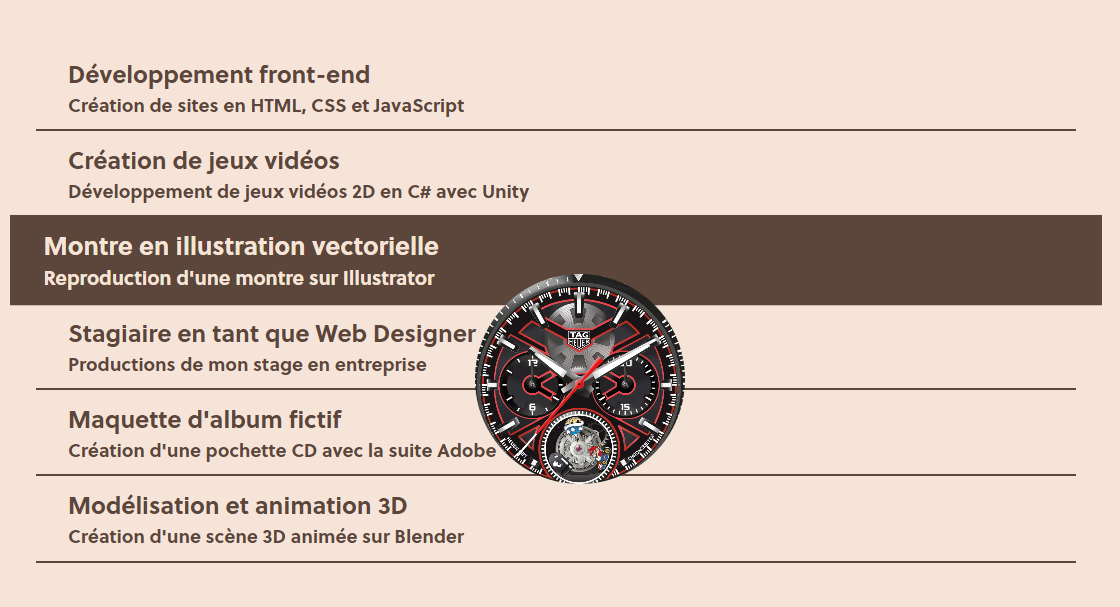 Développement front-end
Création de sites en HTML, CSS et JavaScript
Création de jeux vidéos
Développement de jeux vidéos 2D en C# avec Unity
Montre en illustration vectorielle
Reproduction d'une montre sur Illustrator
TAG
HEUER
Stagiaire en tant que Web Designer
Productions de mon stage en entreprise
12
6
15
Maquette d'album fictif
Création d'une pochette CD avec la suite Adobe
Modélisation et animation 3D
Création d'une scène 3D animée sur Blender